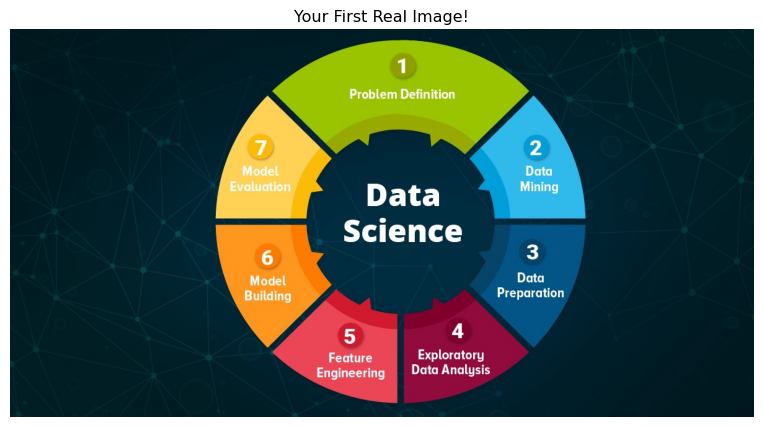 Your First Real Image!
1
Problem Definition
2
Data
Mining
3
Data
Preparation
4
Exploratory
Data Analysis
5
Feature
Engineering
6
Model
Building
7
Model
Evaluation
Data
Science